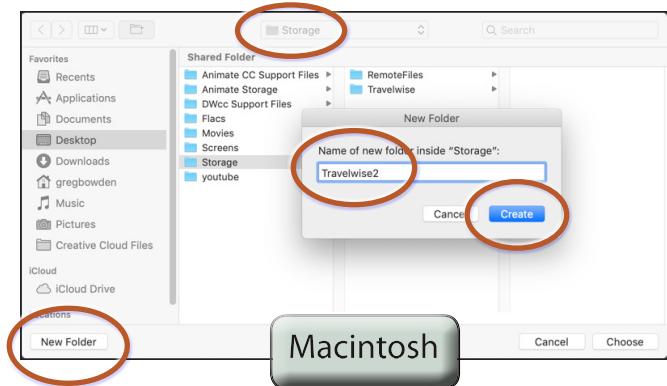 Storage
Search
Favorites
Recents
Applications
Documents
Desktop
Downloads
gregbowden
Music
Pictures
Creative Cloud Files
iCloud
iCloud Drive
Shared Folder
Animate CC Support Files
Animate Storage
DWcc Support Files
Flacs
Movies
Screens
Storage
youtube
RemoteFiles
Travelwise
New Folder
Name of new folder inside "Storage":
Travelwise2
Cancel
Create
New Folder
Macintosh
Cancel
Choose